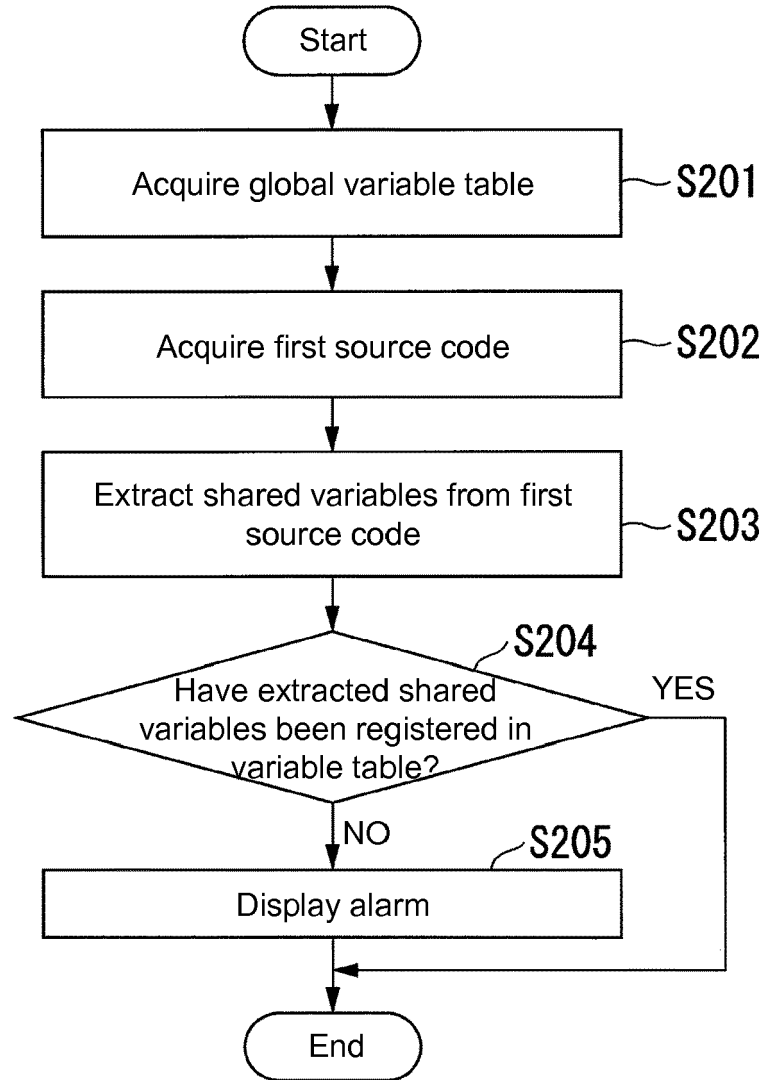 Start
Acquire global variable table
S201
Acquire first source code
S202
Extract shared variables from first
source code
S203
S204
Have extracted shared
variables been registered in
variable table?
YES
NO
S205
Display alarm
End